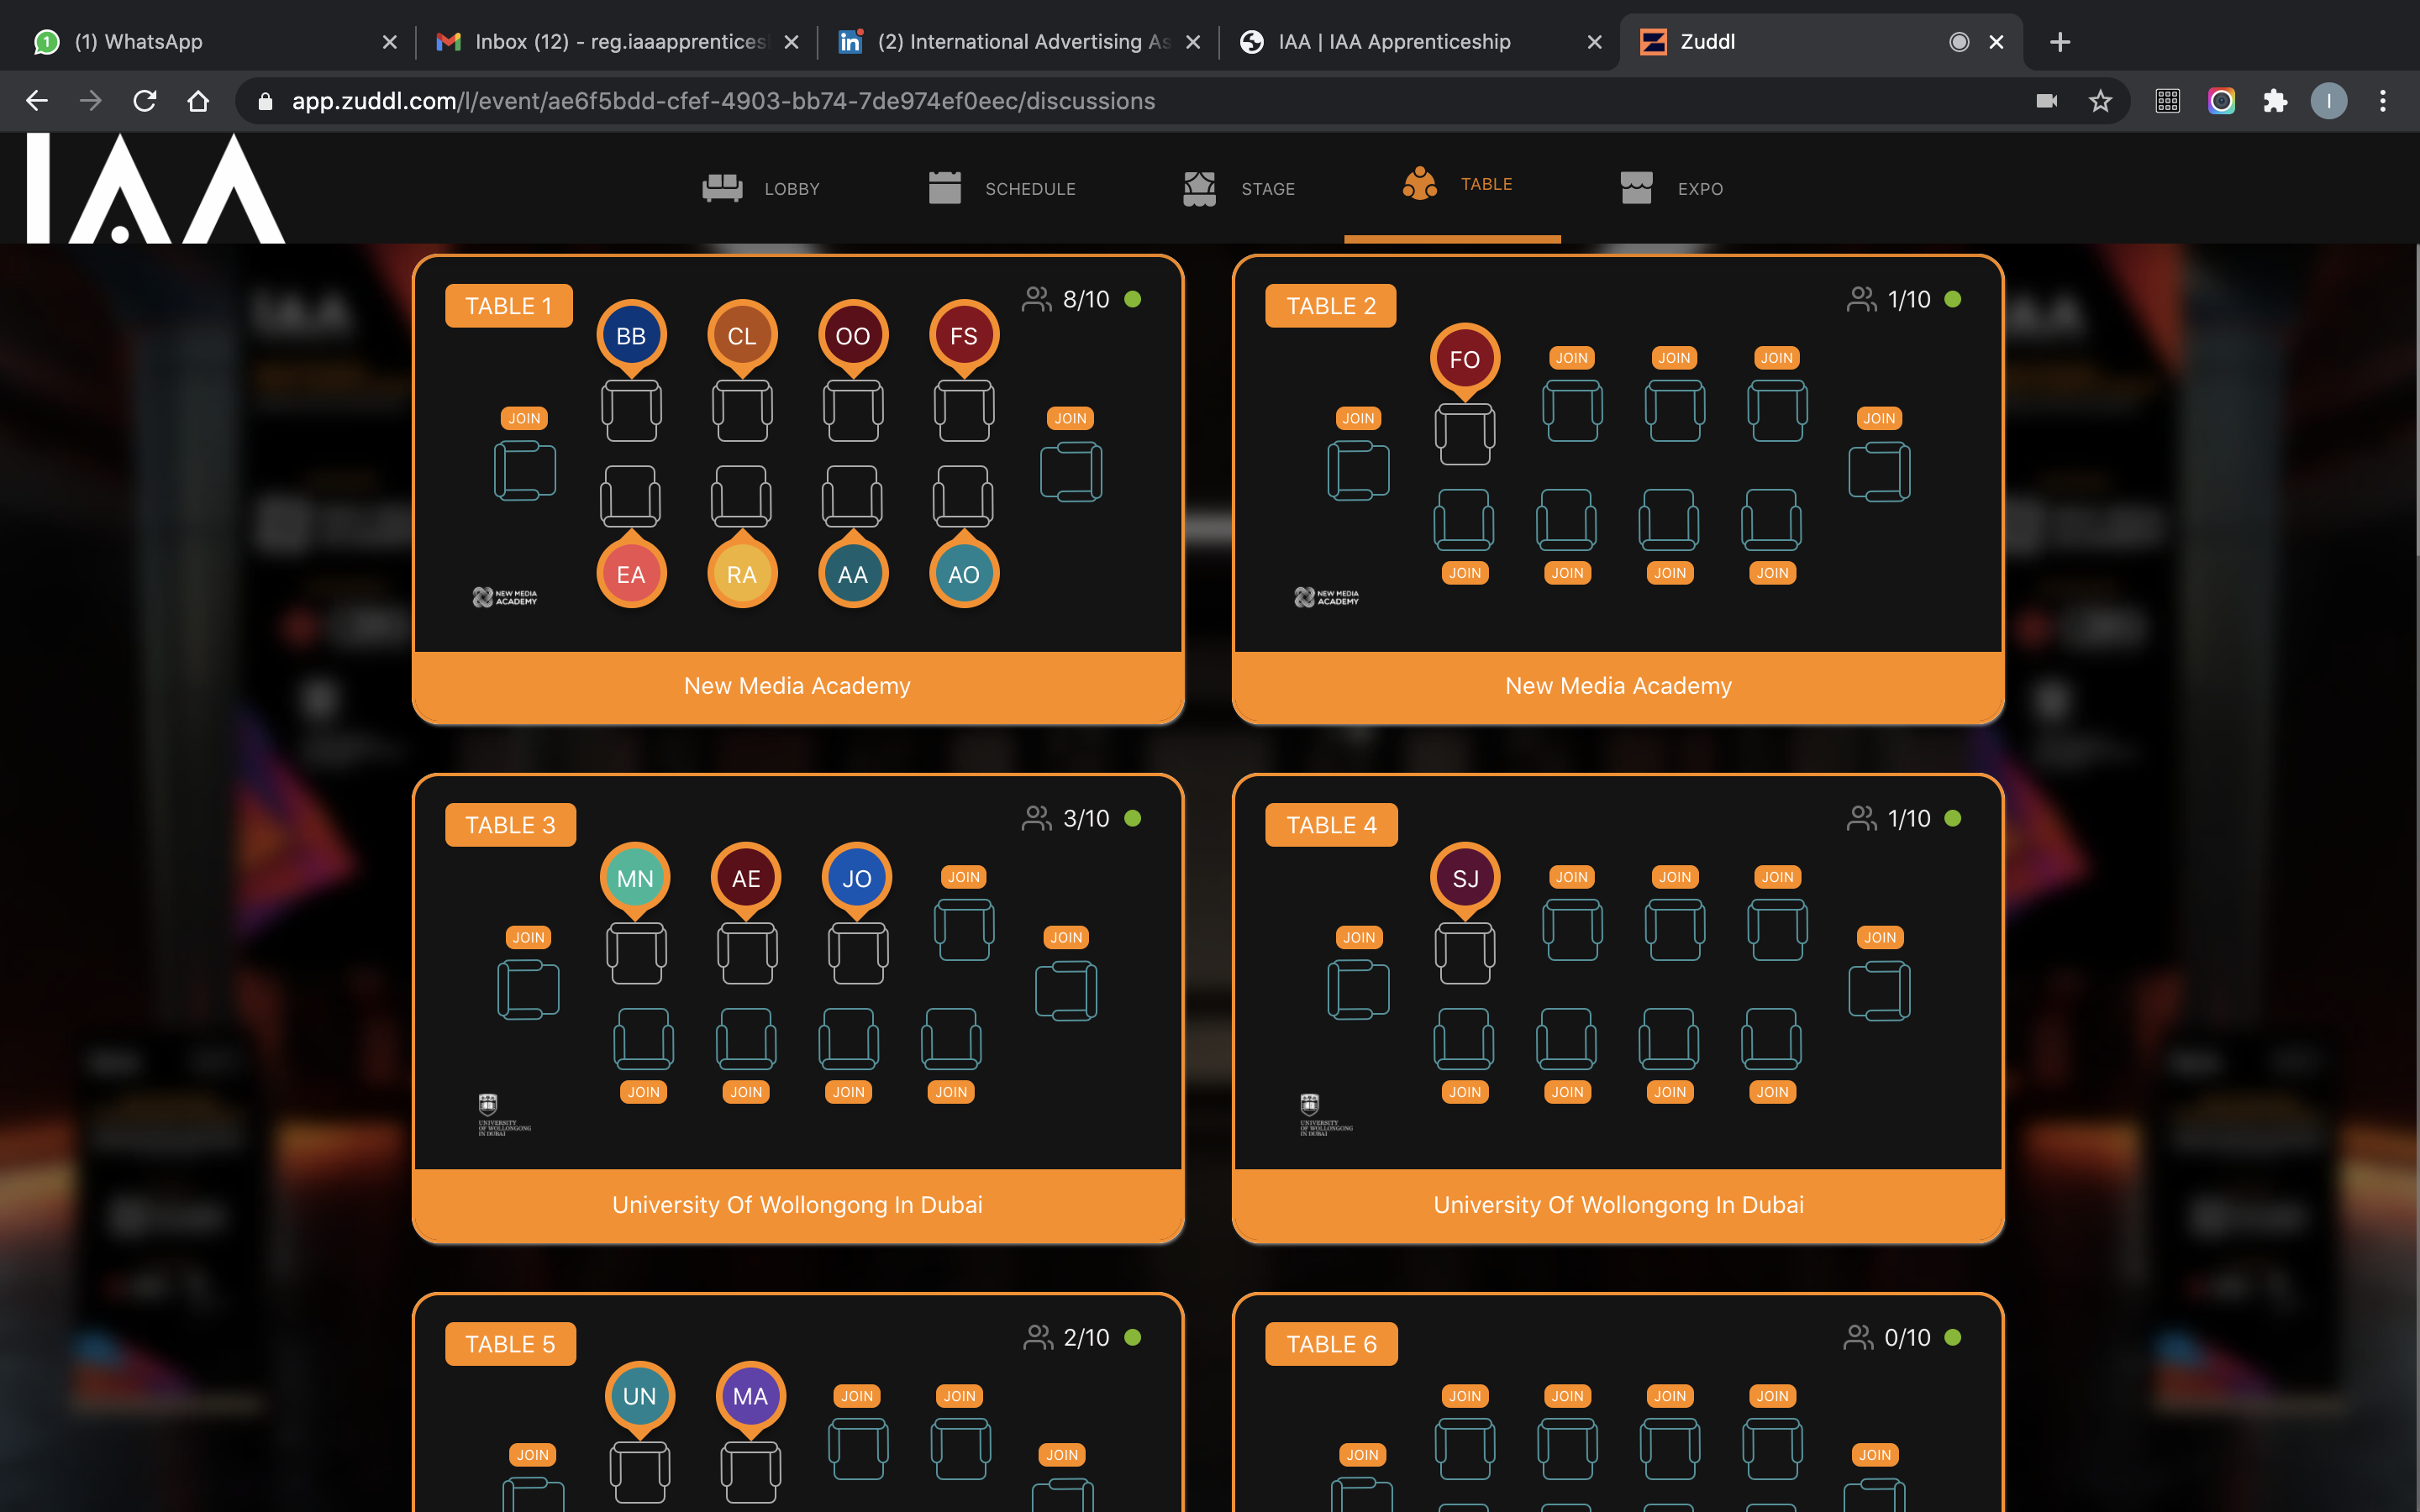 (1) WhatsApp
Inbox (12) - reg.iaaapprentices
(2) International Advertising As
IAA | IAA Apprenticeship
Zuddl
app.zuddl.com/l/event/ae6f5bdd-cfef-4903-bb74-7de974ef0eec/discussions
I
IAA
LOBBY
SCHEDULE
STAGE
TABLE
EXPO
TABLE 1
8/10
BB CL OO FS
JOIN JOIN
EA RA AA AO
NEW MEDIA
ACADEMY
New Media Academy
TABLE 2
1/10
FO JOIN JOIN JOIN
JOIN JOIN
JOIN JOIN JOIN JOIN
NEW MEDIA
ACADEMY
New Media Academy
TABLE 3
3/10
MN AE JO JOIN
JOIN JOIN
JOIN JOIN JOIN JOIN
UNIVERSITY
OF WOLLONGONG
IN DUBAI
University Of Wollongong In Dubai
TABLE 4
1/10
SJ JOIN JOIN JOIN
JOIN JOIN
JOIN JOIN JOIN JOIN
UNIVERSITY
OF WOLLONGONG
IN DUBAI
University Of Wollongong In Dubai
TABLE 5
2/10
UN MA JOIN JOIN
JOIN JOIN
TABLE 6
0/10
JOIN JOIN JOIN JOIN
JOIN JOIN